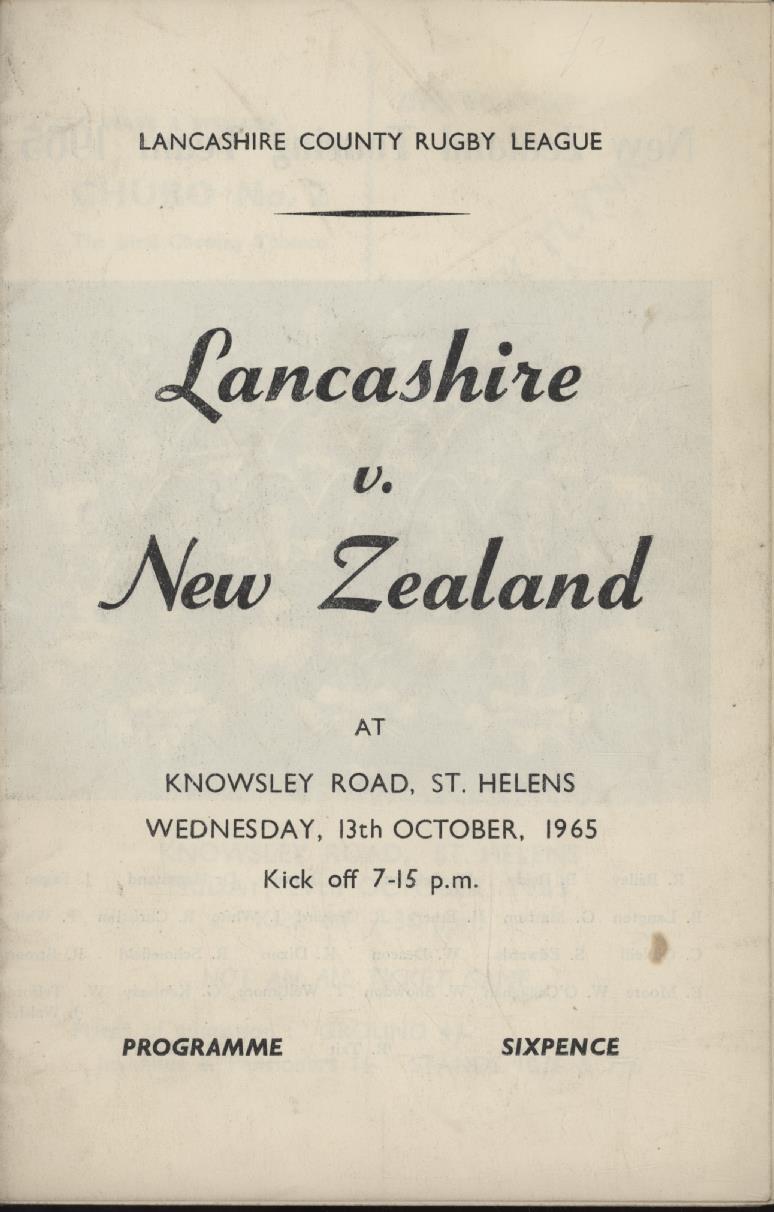 LANCASHIRE COUNTY RUGBY LEAGUE
Lancashire
v.
New Zealand
AT
KNOWSLEY ROAD, ST. HELENS
WEDNESDAY, 13th OCTOBER, 1965
Kick off 7-15 p.m.
PROGRAMME SIXPENCE